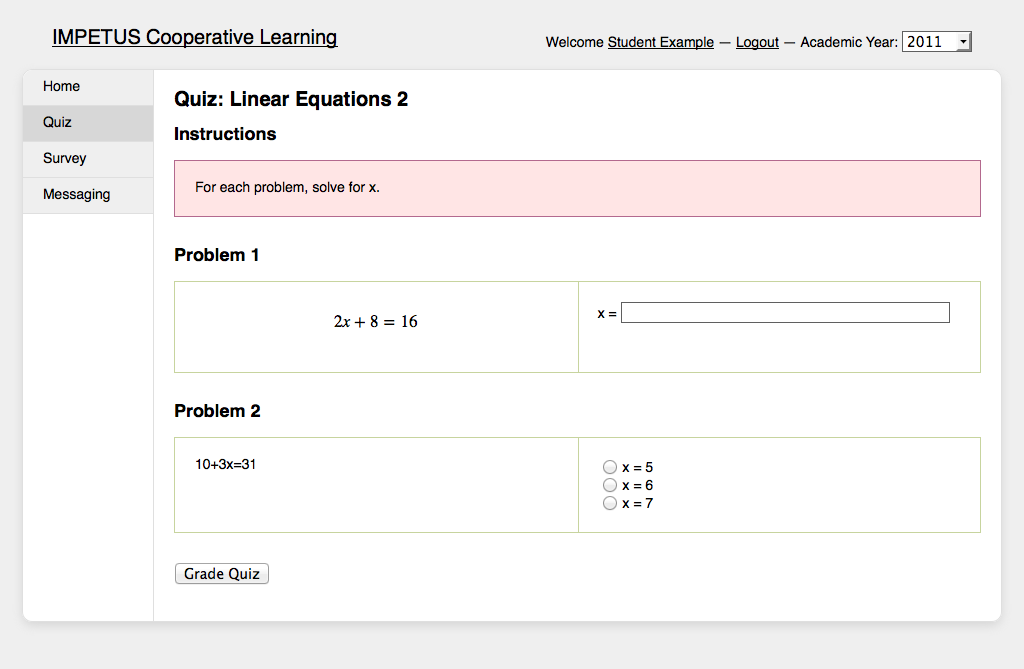 IMPETUS Cooperative Learning
Welcome Student Example — Logout — Academic Year: 2011
Home
Quiz
Survey
Messaging
Quiz: Linear Equations 2
Instructions
For each problem, solve for x.
Problem 1
2x + 8 = 16
x =
Problem 2
10+3x=31
x = 5
x = 6
x = 7
Grade Quiz